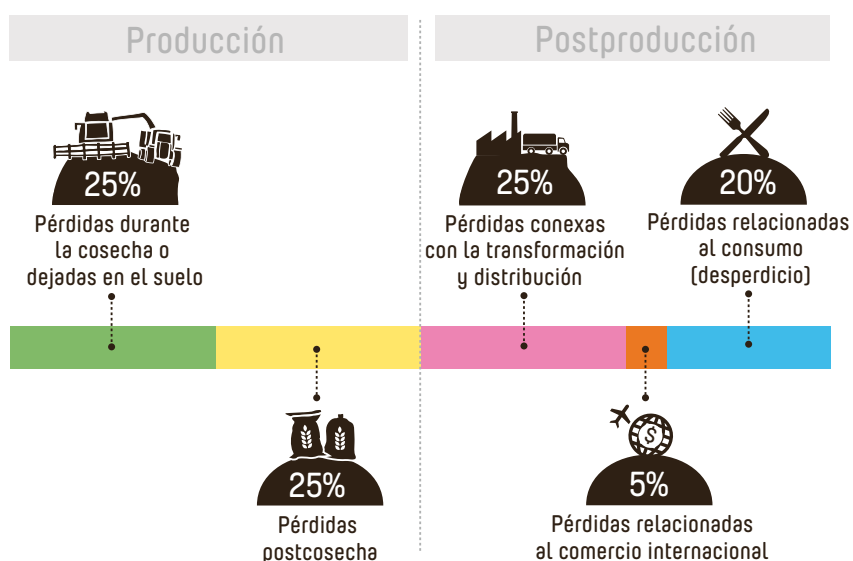 Producción
Postproducción
25%
Pérdidas durante
la cosecha o
dejadas en el suelo
25%
Pérdidas conexas
con la transformación
y distribución
20%
Pérdidas relacionadas
al consumo
(desperdicio)
25%
Pérdidas
postcosecha
$
5%
Pérdidas relacionadas
al comercio internacional